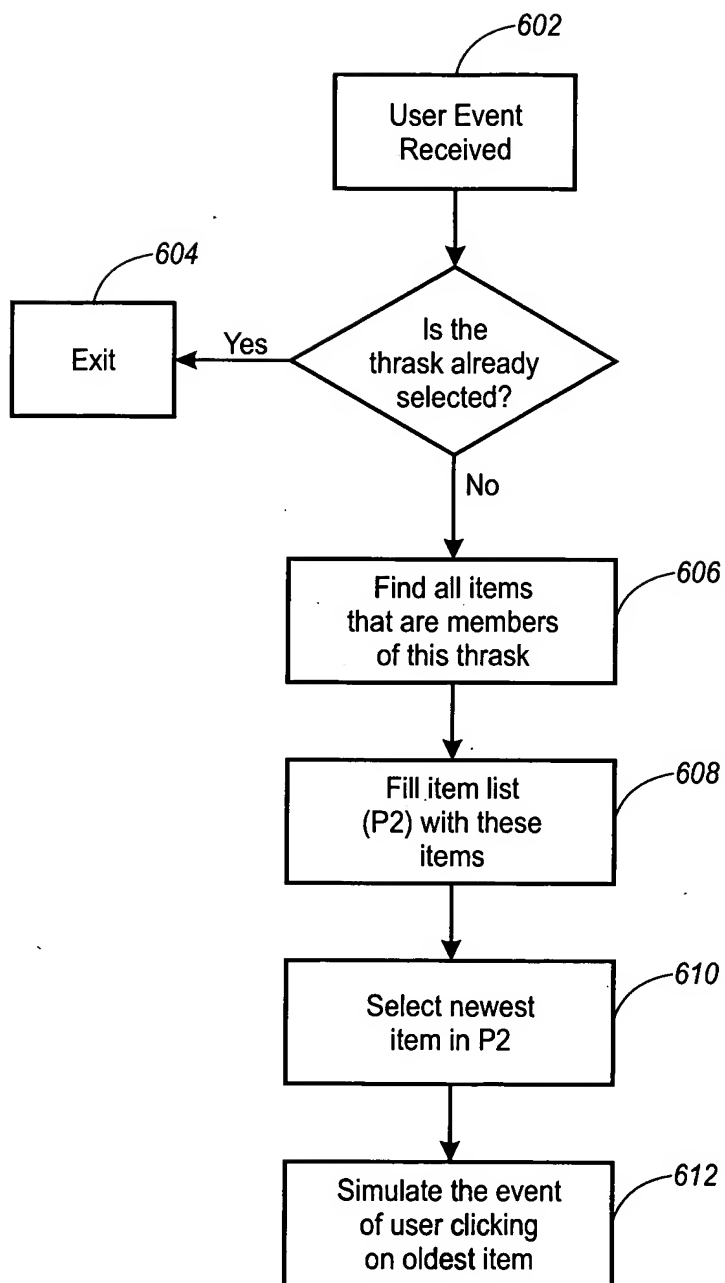 602
User Event
Received
604
Exit
Yes
Is the
thrask already
selected?
No
606
Find all items
that are members
of this thrask
608
Fill item list
(P2) with these
items
610
Select newest
item in P2
612
Simulate the event
of user clicking
on oldest item